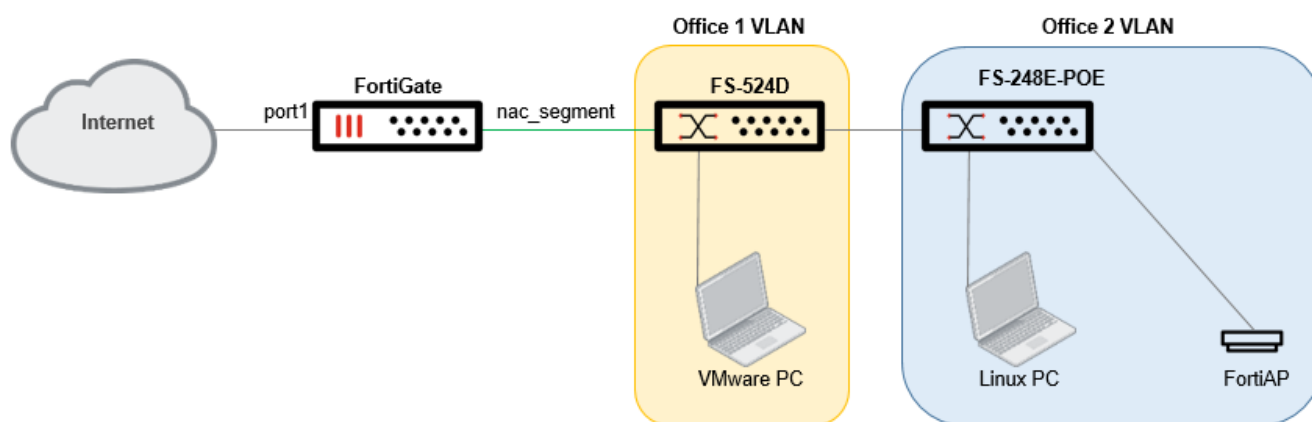 Office 1 VLAN
Office 2 VLAN
FortiGate
FS-524D
FS-248E-POE
Internet
port1
nac_segment
VMware PC
Linux PC
FortiAP